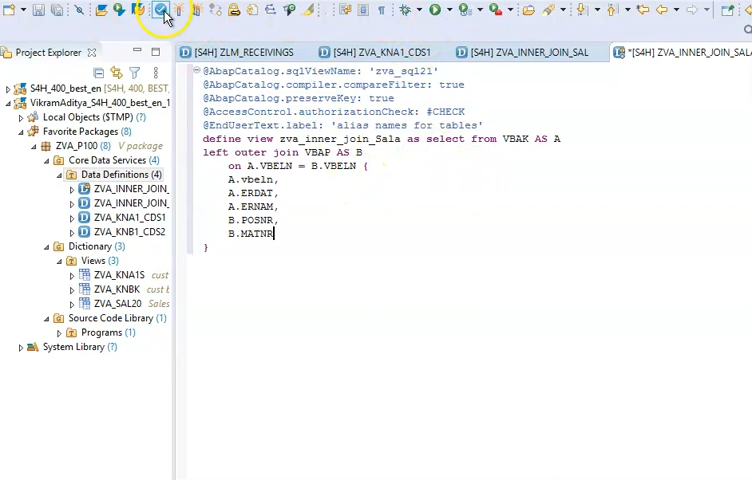 Project Explorer
S4H_400_best_en [S4H, 400, BEST,
VikramAditya_S4H_400_best_en_1
Local Objects ($TMP) (?)
Favorite Packages (8)
ZVA_P100 (8) V package
Core Data Services (4)
Data Definitions (4)
ZVA_INNER_JOIN_
ZVA_INNER_JOIN_
ZVA_KNA1_CDS1
ZVA_KNB1_CDS2
Dictionary (4)
Views (4)
ZVA_KNA1S cust
ZVA_KNBK cust b
ZVA_SAL20 Sales
Source Code Library (1)
Programs (1)
System Library (?)
[S4H] ZLM_RECEIVINGS
[S4H] ZVA_KNA1_CDS1
[S4H] ZVA_INNER_JOIN_SAL
*[S4H] ZVA_INNER_JOIN_SALA
@AbapCatalog.sqlViewName: 'zva_sql21'
@AbapCatalog.compiler.compareFilter: true
@AbapCatalog.preserveKey: true
@AccessControl.authorizationCheck: #CHECK
@EndUserText.label: 'alias names for tables'
define view zva_inner_join_Sala as select from VBAK AS A
left outer join VBAP AS B
on A.VBELN = B.VBELN {
A.vbeln,
A.ERDAT,
A.ERNAM,
B.POSNR,
B.MATNR
}